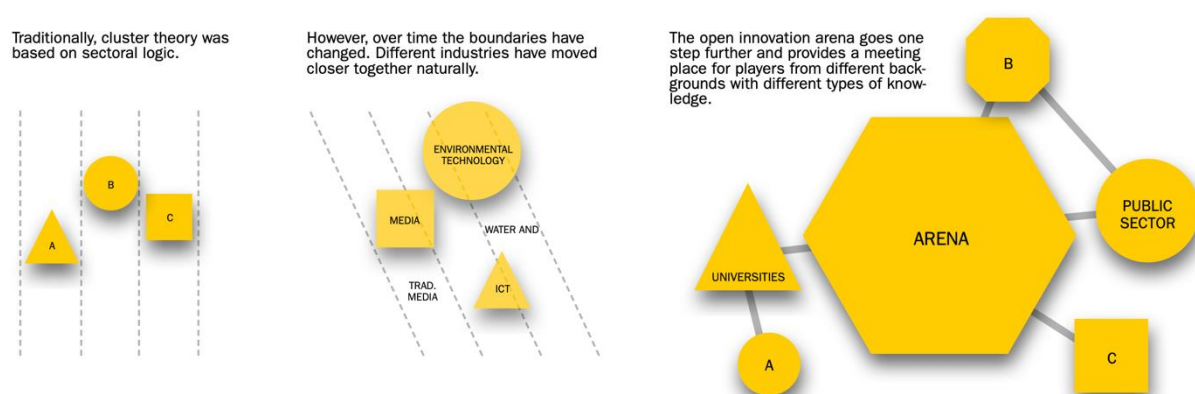 Traditionally, cluster theory was
based on sectoral logic.
A
B
C
However, over time the boundaries have
changed. Different industries have moved
closer together naturally.
ENVIRONMENTAL
TECHNOLOGY
MEDIA
WATER AND
TRAD.
MEDIA
ICT
The open innovation arena goes one
step further and provides a meeting
place for players from different back-
grounds with different types of know-
ledge.
B
PUBLIC
SECTOR
ARENA
UNIVERSITIES
A
C